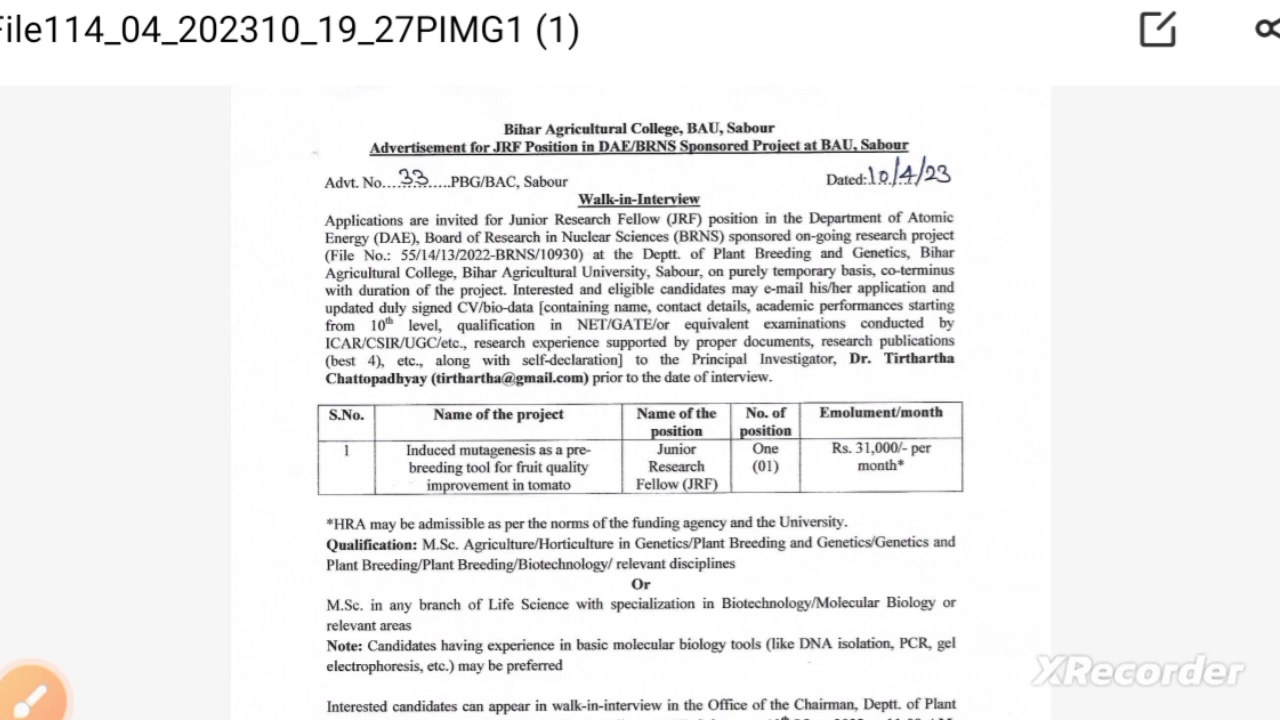 File114_04_202310_19_27PIMG1 (1)
Bihar Agricultural College, BAU, Sabour
Advertisement for JRF Position in DAE/BRNS Sponsored Project at BAU, Sabour
Advt. No....33.....PBG/BAC, Sabour Dated:10/4/23
Walk-in-Interview
Applications are invited for Junior Research Fellow (JRF) position in the Department of Atomic
Energy (DAE), Board of Research in Nuclear Sciences (BRNS) sponsored on-going research project
(File No.: 55/14/13/2022-BRNS/10930) at the Deptt. of Plant Breeding and Genetics, Bihar
Agricultural College, Bihar Agricultural University, Sabour, on purely temporary basis, co-terminus
with duration of the project. Interested and eligible candidates may e-mail his/her application and
updated duly signed CV/bio-data [containing name, contact details, academic performances starting
from 10th level, qualification in NET/GATE/or equivalent examinations conducted by
ICAR/CSIR/UGC/etc., research experience supported by proper documents, research publications
(best 4), etc., along with self-declaration] to the Principal Investigator, Dr. Tirthartha
Chattopadhyay (tirthartha@gmail.com) prior to the date of interview.
S.No. Name of the project Name of the position No. of position Emolument/month
1 Induced mutagenesis as a pre- Junior One Rs. 31,000/- per
breeding tool for fruit quality Research (01) month*
improvement in tomato Fellow (JRF)
*HRA may be admissible as per the norms of the funding agency and the University.
Qualification: M.Sc. Agriculture/Horticulture in Genetics/Plant Breeding and Genetics/Genetics and
Plant Breeding/Plant Breeding/Biotechnology/ relevant disciplines
Or
M.Sc. in any branch of Life Science with specialization in Biotechnology/Molecular Biology or
relevant areas
Note: Candidates having experience in basic molecular biology tools (like DNA isolation, PCR, gel
electrophoresis, etc.) may be preferred
Interested candidates can appear in walk-in-interview in the Office of the Chairman, Deptt. of Plant
XRecorder